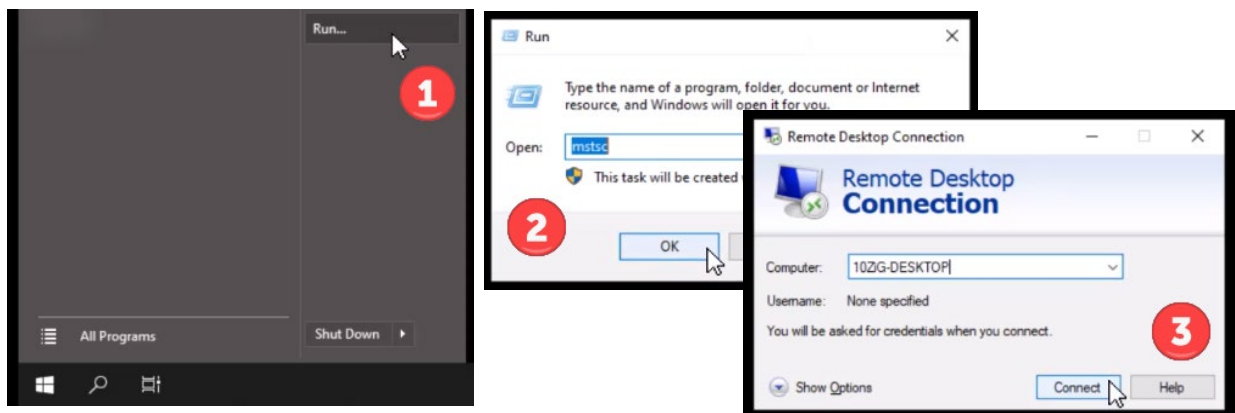 Run...
1
All Programs
Shut Down
Run
Type the name of a program, folder, document or Internet
resource, and Windows will open it for you.
Open: mstsc
This task will be created
2
OK
Remote Desktop Connection
Remote Desktop
Connection
Computer: 10ZiG-DESKTOP
Username: None specified
You will be asked for credentials when you connect.
3
Show Options
Connect
Help